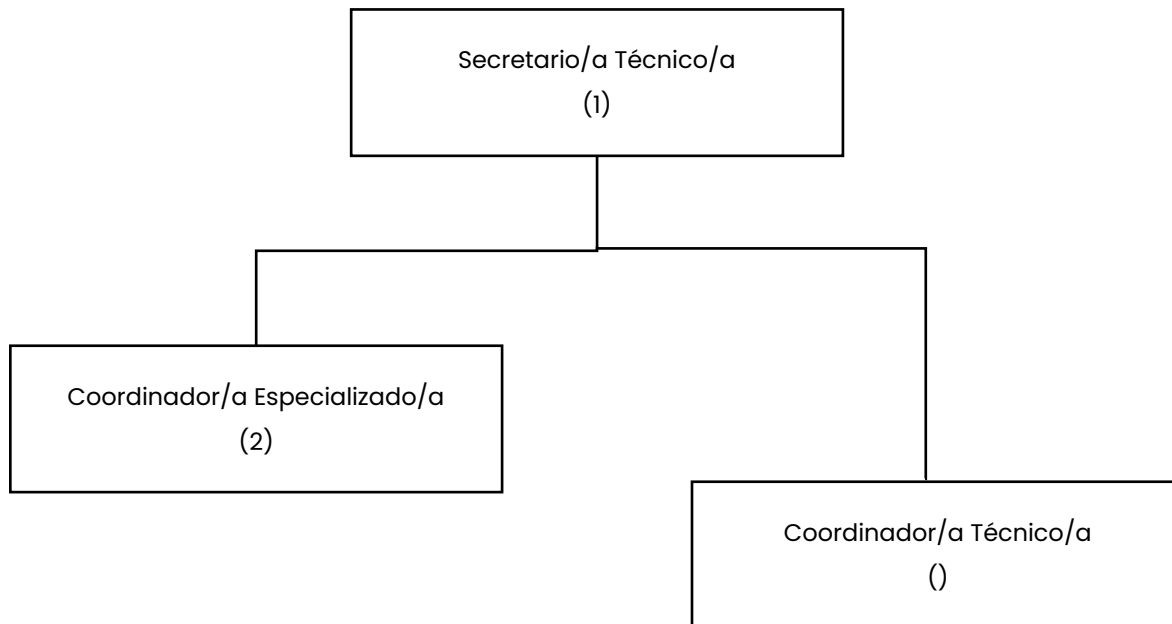 Secretario/a Técnico/a
(1)
Coordinador/a Especializado/a
(2)
Coordinador/a Técnico/a
()